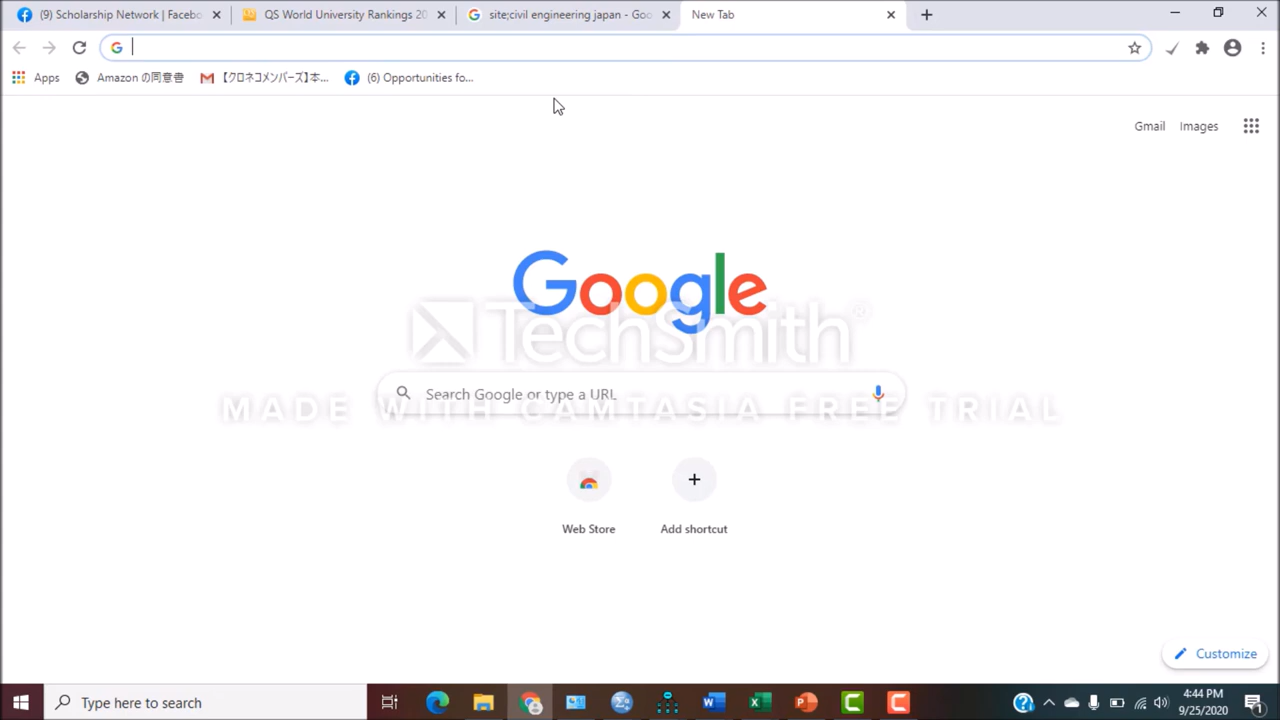 (9) Scholarship Network | Facebo
QS World University Rankings 20
site;civil engineering japan - Goo
New Tab
Apps
Amazon の同意書
【クロネコメンバーズ】本...
(6) Opportunities fo...
Gmail
Images
Google
TechSmith®
Search Google or type a URL
MADE WITH CAMTASIA FREE TRIAL
Web Store
Add shortcut
Customize
Type here to search
4:44 PM
9/25/2020